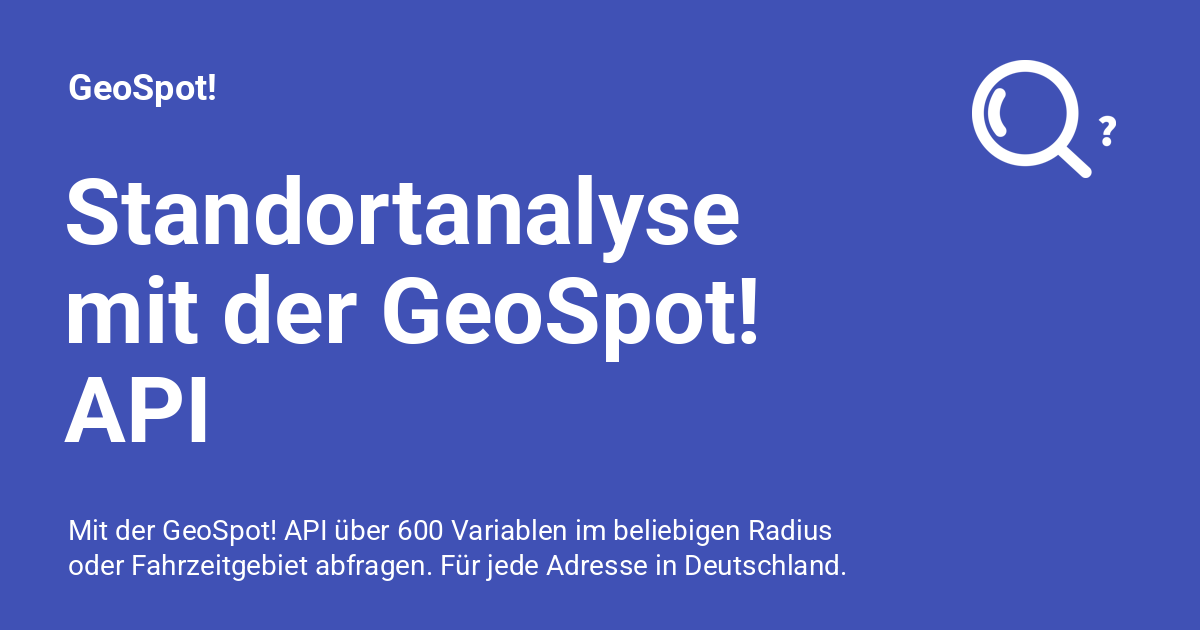 GeoSpot!
?
Standortanalyse
mit der GeoSpot!
API
Mit der GeoSpot! API über 600 Variablen im beliebigen Radius
oder Fahrzeitgebiet abfragen. Für jede Adresse in Deutschland.